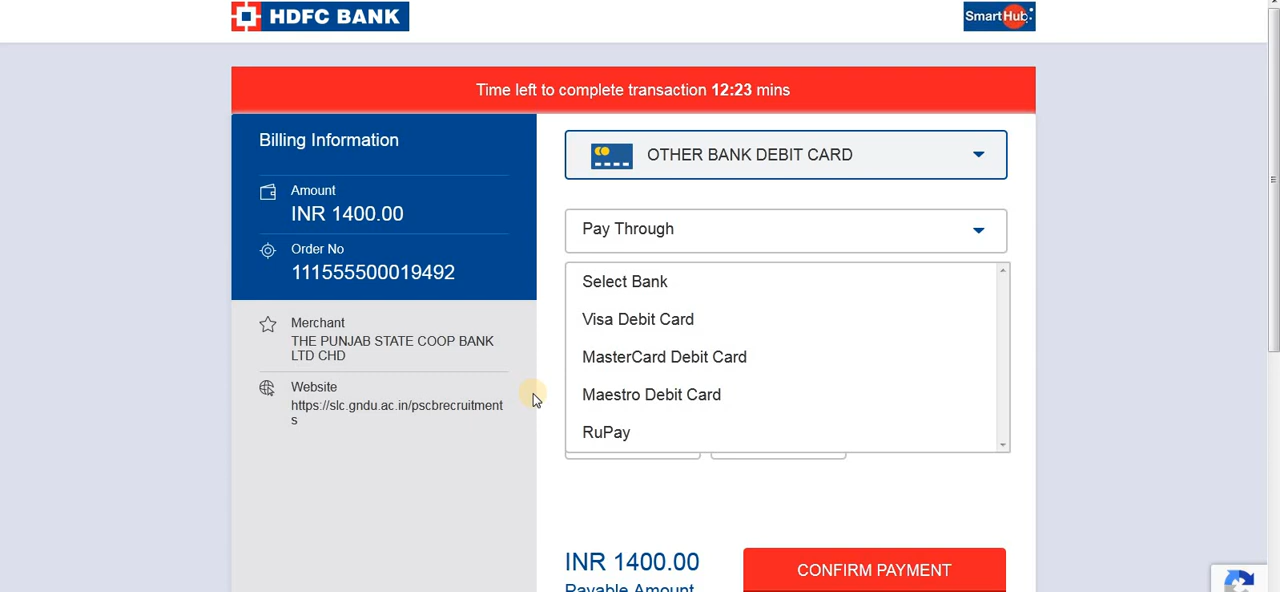 HDFC BANK
SmartHub
Time left to complete transaction 12:23 mins
Billing Information
Amount
INR 1400.00
Order No
111555500019492
Merchant
THE PUNJAB STATE COOP BANK
LTD CHD
Website
https://slc.gndu.ac.in/pscbrecruitment
s
OTHER BANK DEBIT CARD
Pay Through
Select Bank
Visa Debit Card
MasterCard Debit Card
Maestro Debit Card
RuPay
INR 1400.00
Payable Amount
CONFIRM PAYMENT